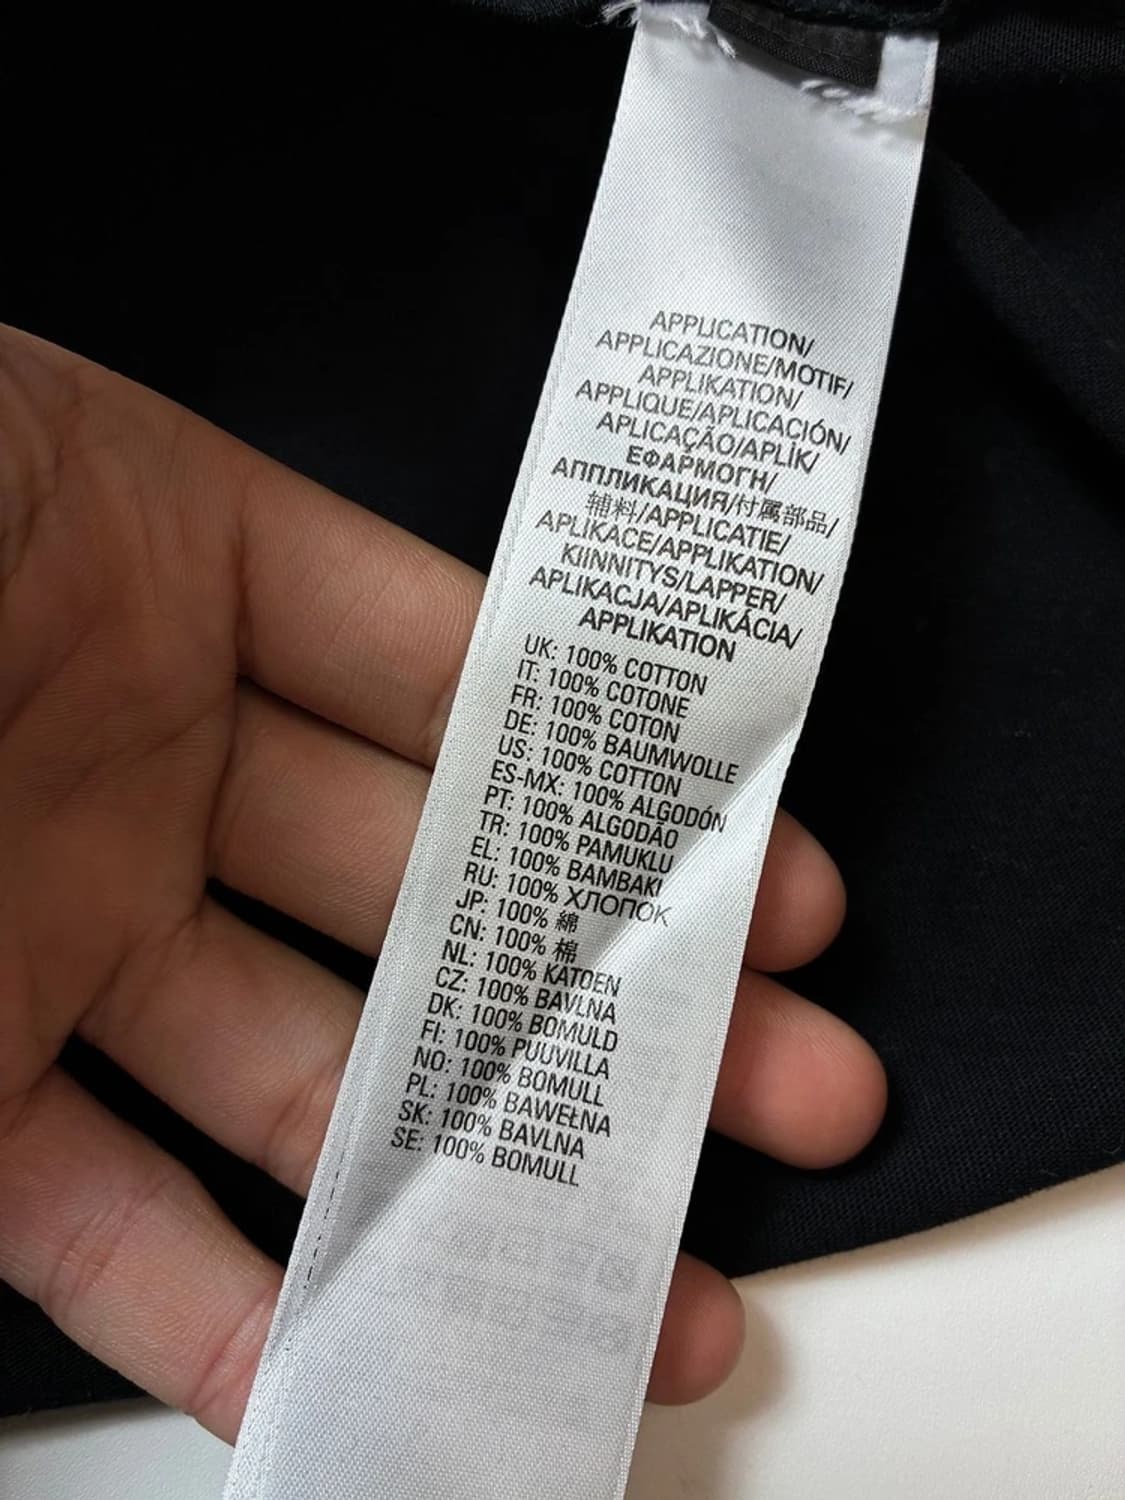 APPLICATION/
APPLICAZIONE/MOTIF/
APPLIKATION/
APPLIQUE/APLICACIÓN/
APLICAÇÃO/APLİK/
ΕΦΑΡΜΟΓΗ/
АППЛИКАЦИЯ/付属部品/
辅料/APPLICATIE/
APLIKACE/APPLIKATION/
KIINNITYS/LAPPER/
APLIKACJA/APLIKÁCIA/
APPLIKATION
UK: 100% COTTON
IT: 100% COTONE
FR: 100% COTON
DE: 100% BAUMWOLLE
US: 100% COTTON
ES-MX: 100% ALGODÓN
PT: 100% ALGODÃO
TR: 100% PAMUKLU
EL: 100% ΒΑΜΒΑΚΙ
RU: 100% ХЛОПОК
JP: 100% 綿
CN: 100% 棉
NL: 100% KATOEN
CZ: 100% BAVLNA
DK: 100% BOMULD
FI: 100% PUUVILLA
NO: 100% BOMULL
PL: 100% BAWEŁNA
SK: 100% BAVLNA
SE: 100% BOMULL